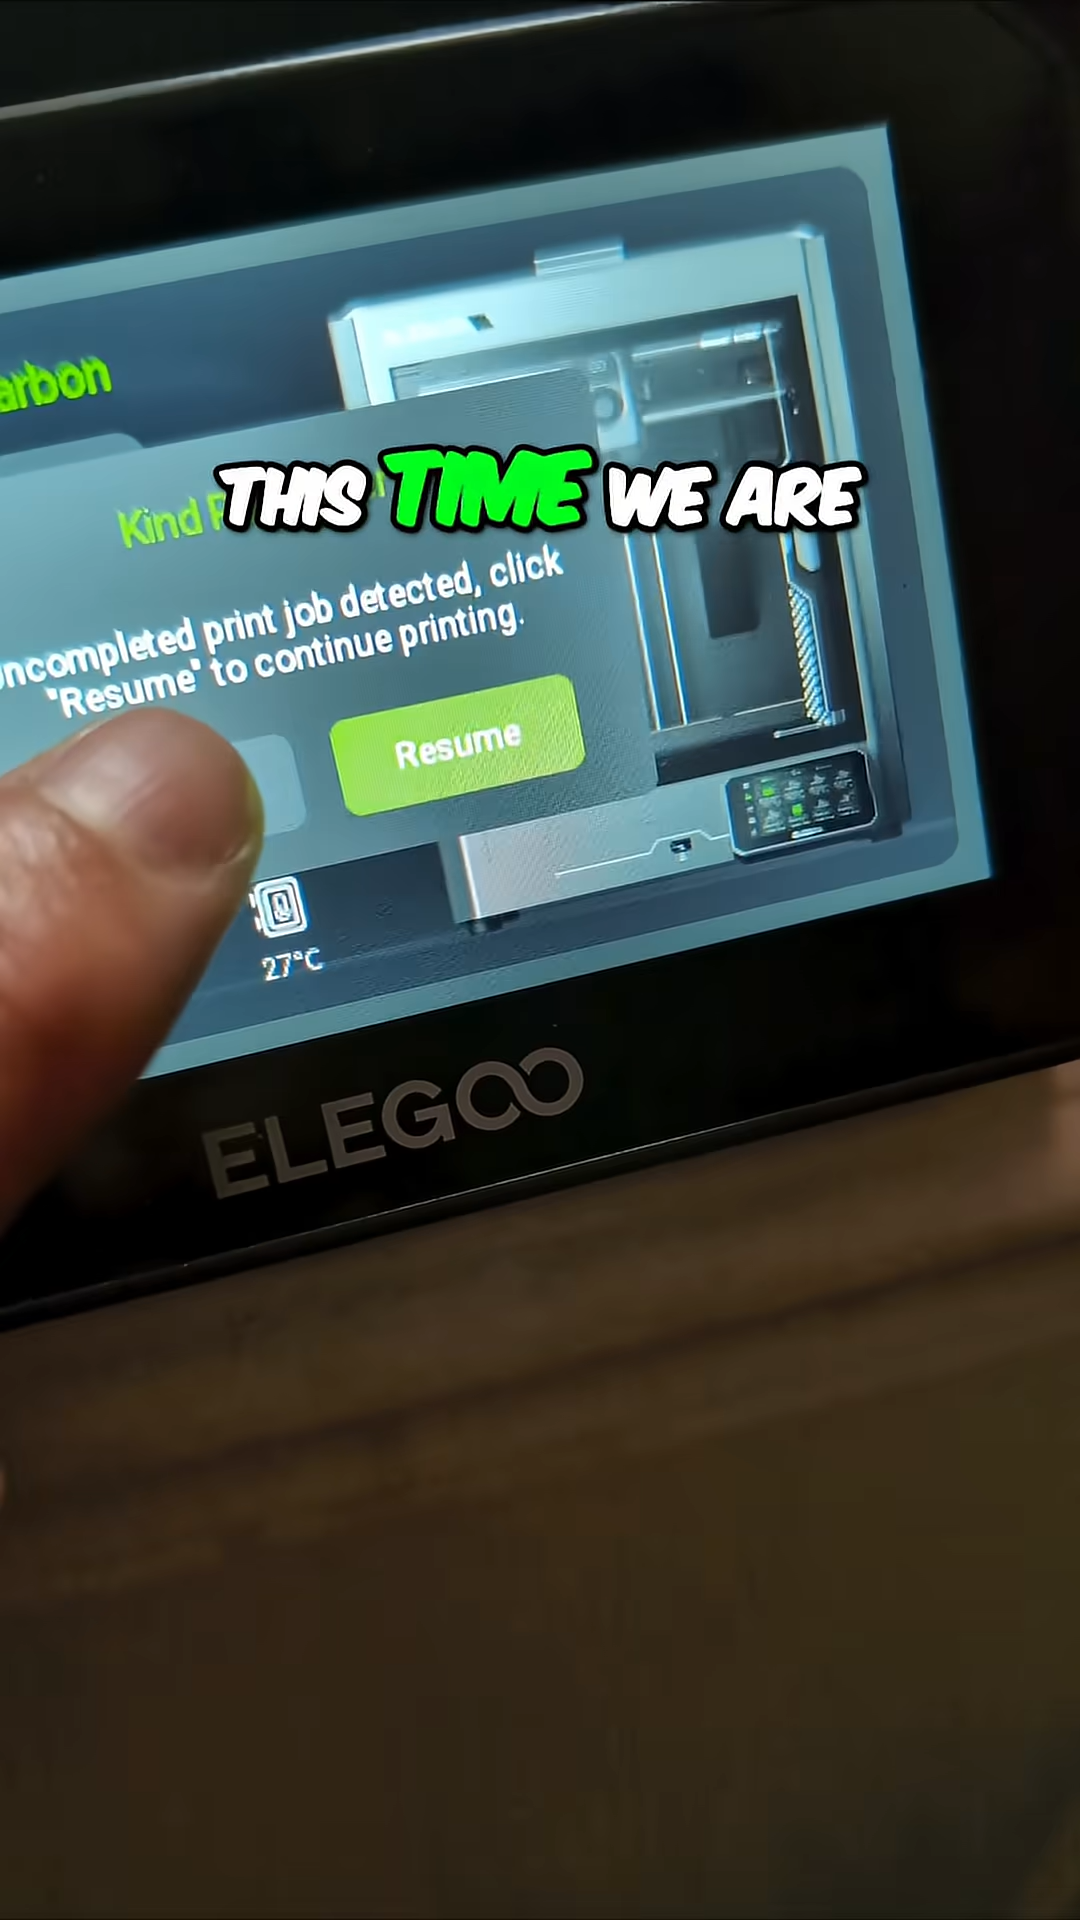 arbon
THIS TIME WE ARE
Kind
ncompleted print job detected, click
"Resume" to continue printing.
Resume
27°C
ELEGOO